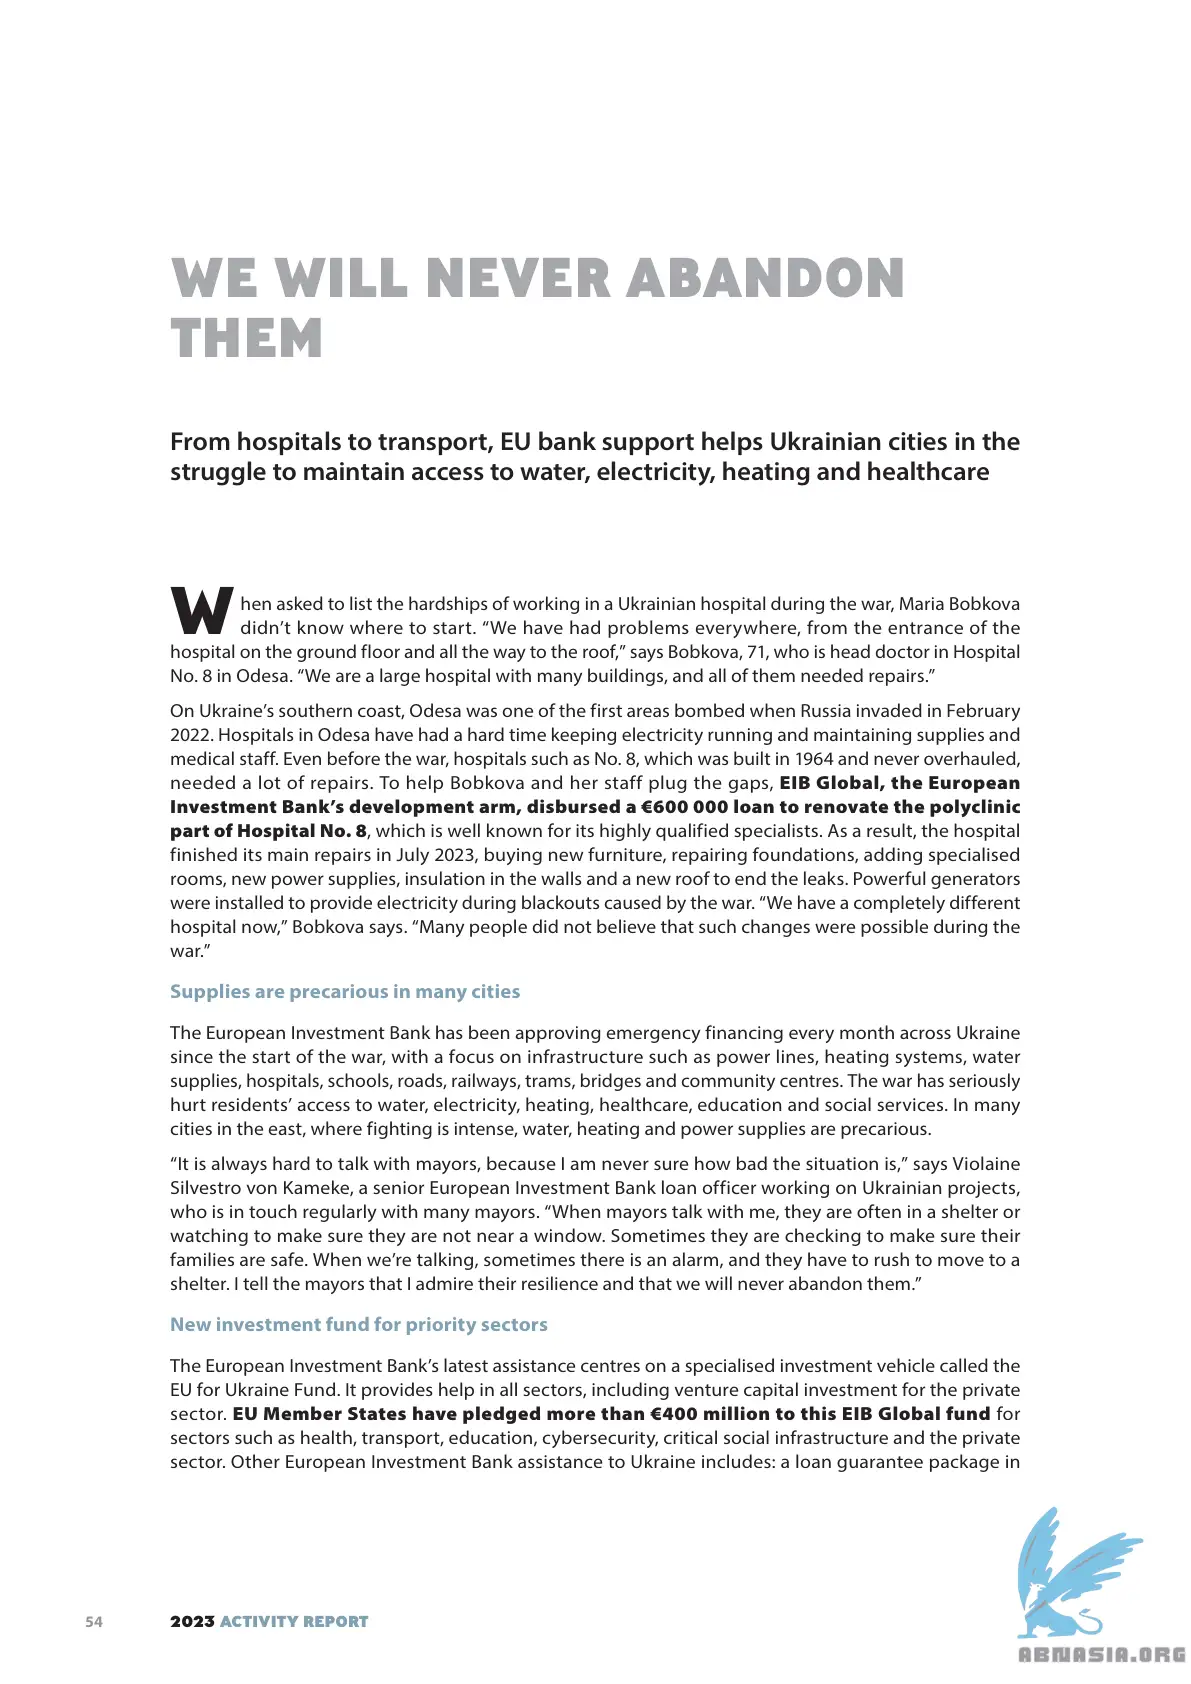 WE WILL NEVER ABANDON
THEM
From hospitals to transport, EU bank support helps Ukrainian cities in the
struggle to maintain access to water, electricity, heating and healthcare
When asked to list the hardships of working in a Ukrainian hospital during the war, Maria Bobkova
didn’t know where to start. “We have had problems everywhere, from the entrance of the
hospital on the ground floor and all the way to the roof,” says Bobkova, 71, who is head doctor in Hospital
No. 8 in Odesa. “We are a large hospital with many buildings, and all of them needed repairs.”
On Ukraine’s southern coast, Odesa was one of the first areas bombed when Russia invaded in February
2022. Hospitals in Odesa have had a hard time keeping electricity running and maintaining supplies and
medical staff. Even before the war, hospitals such as No. 8, which was built in 1964 and never overhauled,
needed a lot of repairs. To help Bobkova and her staff plug the gaps, EIB Global, the European
Investment Bank’s development arm, disbursed a €600 000 loan to renovate the polyclinic
part of Hospital No. 8, which is well known for its highly qualified specialists. As a result, the hospital
finished its main repairs in July 2023, buying new furniture, repairing foundations, adding specialised
rooms, new power supplies, insulation in the walls and a new roof to end the leaks. Powerful generators
were installed to provide electricity during blackouts caused by the war. “We have a completely different
hospital now,” Bobkova says. “Many people did not believe that such changes were possible during the
war.”
Supplies are precarious in many cities
The European Investment Bank has been approving emergency financing every month across Ukraine
since the start of the war, with a focus on infrastructure such as power lines, heating systems, water
supplies, hospitals, schools, roads, railways, trams, bridges and community centres. The war has seriously
hurt residents’ access to water, electricity, heating, healthcare, education and social services. In many
cities in the east, where fighting is intense, water, heating and power supplies are precarious.
“It is always hard to talk with mayors, because I am never sure how bad the situation is,” says Violaine
Silvestro von Kameke, a senior European Investment Bank loan officer working on Ukrainian projects,
who is in touch regularly with many mayors. “When mayors talk with me, they are often in a shelter or
watching to make sure they are not near a window. Sometimes they are checking to make sure their
families are safe. When we’re talking, sometimes there is an alarm, and they have to rush to move to a
shelter. I tell the mayors that I admire their resilience and that we will never abandon them.”
New investment fund for priority sectors
The European Investment Bank’s latest assistance centres on a specialised investment vehicle called the
EU for Ukraine Fund. It provides help in all sectors, including venture capital investment for the private
sector. EU Member States have pledged more than €400 million to this EIB Global fund for
sectors such as health, transport, education, cybersecurity, critical social infrastructure and the private
sector. Other European Investment Bank assistance to Ukraine includes: a loan guarantee package in
54 2023 ACTIVITY REPORT
ABNASIA.ORG